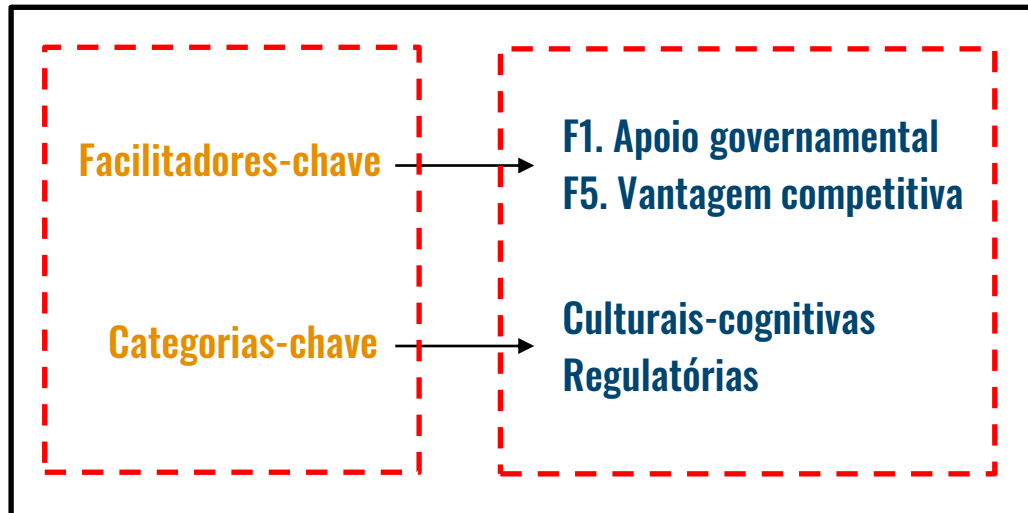 Facilitadores-chave
F1. Apoio governamental
F5. Vantagem competitiva
Categorias-chave
Culturais-cognitivas
Regulatórias